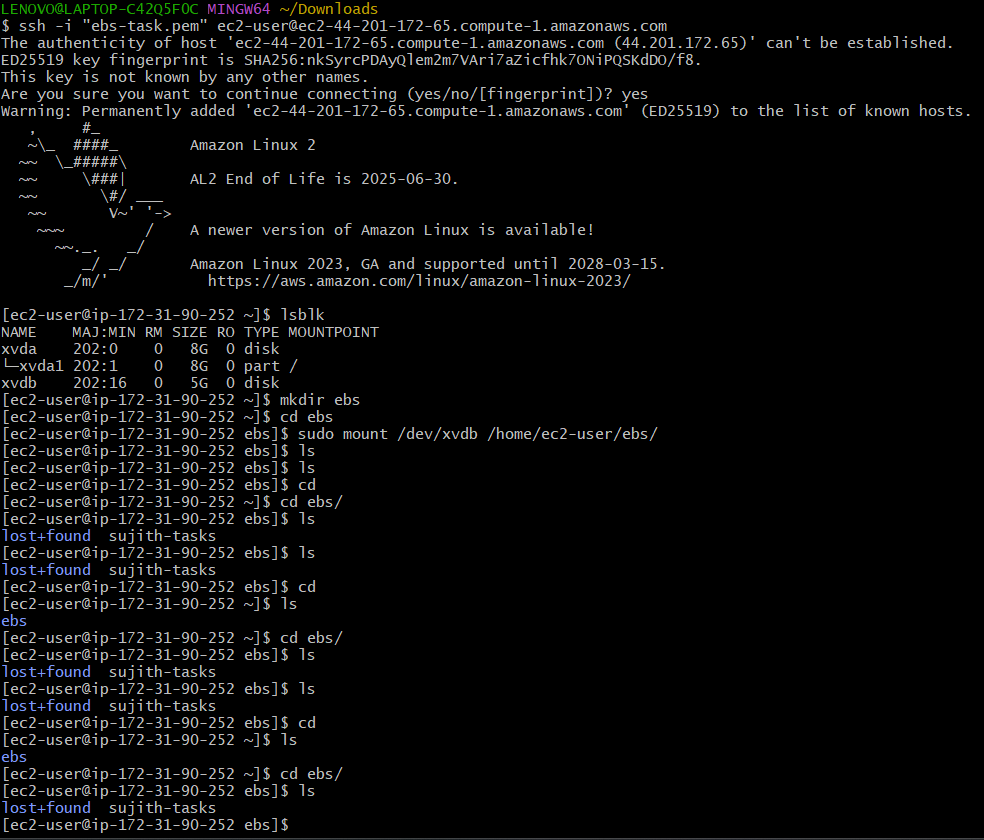 LENOVO@LAPTOP-C42Q5FOC MINGW64 ~/Downloads
$ ssh -i "ebs-task.pem" ec2-user@ec2-44-201-172-65.compute-1.amazonaws.com
The authenticity of host 'ec2-44-201-172-65.compute-1.amazonaws.com (44.201.172.65)' can't be established.
ED25519 key fingerprint is SHA256:nkSyrcPDAyQlem2m7VAri7aZicfhk7ONiPQSKdDO/f8.
This key is not known by any other names.
Are you sure you want to continue connecting (yes/no/[fingerprint])? yes
Warning: Permanently added 'ec2-44-201-172-65.compute-1.amazonaws.com' (ED25519) to the list of known hosts.
   ,     #_
   ~\_  ####_        Amazon Linux 2
  ~~  \_#####\
  ~~     \###|       AL2 End of Life is 2025-06-30.
  ~~       \#/ ___
   ~~       V~' '->
    ~~~         /    A newer version of Amazon Linux is available!
      ~~._.   _/
         _/ _/       Amazon Linux 2023, GA and supported until 2028-03-15.
       _/m/'           https://aws.amazon.com/linux/amazon-linux-2023/

[ec2-user@ip-172-31-90-252 ~]$ lsblk
NAME    MAJ:MIN RM SIZE RO TYPE MOUNTPOINT
xvda    202:0    0   8G  0 disk
└─xvda1 202:1    0   8G  0 part /
xvdb    202:16   0   5G  0 disk
[ec2-user@ip-172-31-90-252 ~]$ mkdir ebs
[ec2-user@ip-172-31-90-252 ~]$ cd ebs
[ec2-user@ip-172-31-90-252 ebs]$ sudo mount /dev/xvdb /home/ec2-user/ebs/
[ec2-user@ip-172-31-90-252 ebs]$ ls
[ec2-user@ip-172-31-90-252 ebs]$ ls
[ec2-user@ip-172-31-90-252 ebs]$ cd
[ec2-user@ip-172-31-90-252 ~]$ cd ebs/
[ec2-user@ip-172-31-90-252 ebs]$ ls
lost+found  sujith-tasks
[ec2-user@ip-172-31-90-252 ebs]$ ls
lost+found  sujith-tasks
[ec2-user@ip-172-31-90-252 ebs]$ cd
[ec2-user@ip-172-31-90-252 ~]$ ls
ebs
[ec2-user@ip-172-31-90-252 ~]$ cd ebs/
[ec2-user@ip-172-31-90-252 ebs]$ ls
lost+found  sujith-tasks
[ec2-user@ip-172-31-90-252 ebs]$ ls
lost+found  sujith-tasks
[ec2-user@ip-172-31-90-252 ebs]$ cd
[ec2-user@ip-172-31-90-252 ~]$ ls
ebs
[ec2-user@ip-172-31-90-252 ~]$ cd ebs/
[ec2-user@ip-172-31-90-252 ebs]$ ls
lost+found  sujith-tasks
[ec2-user@ip-172-31-90-252 ebs]$